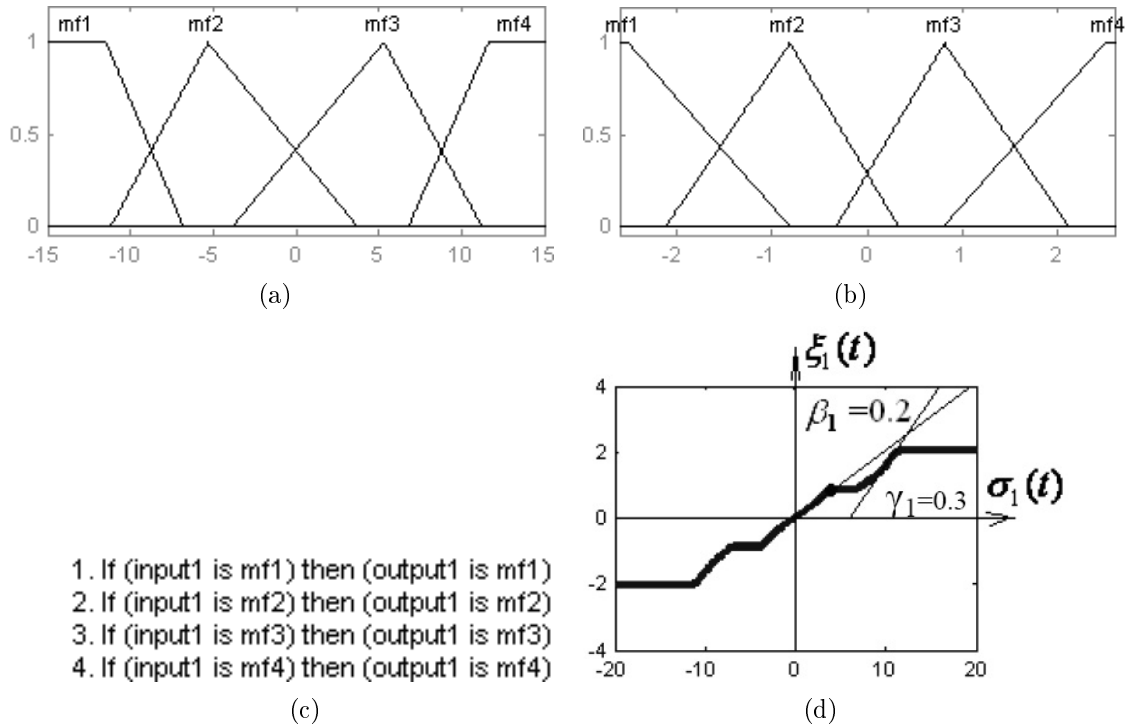 mf1 mf2 mf3 mf4
1
0.5
0
-15 -10 -5 0 5 10 15
(a)
mf1 mf2 mf3 mf4
1
0.5
0
-2 -1 0 1 2
(b)
1. If (input1 is mf1) then (output1 is mf1)
2. If (input1 is mf2) then (output1 is mf2)
3. If (input1 is mf3) then (output1 is mf3)
4. If (input1 is mf4) then (output1 is mf4)
(c)
ξ₁(t)
4
β₁ =0.2
2
σ₁(t)
γ₁=0.3
0
-2
-4
-20 -10 0 10 20
(d)